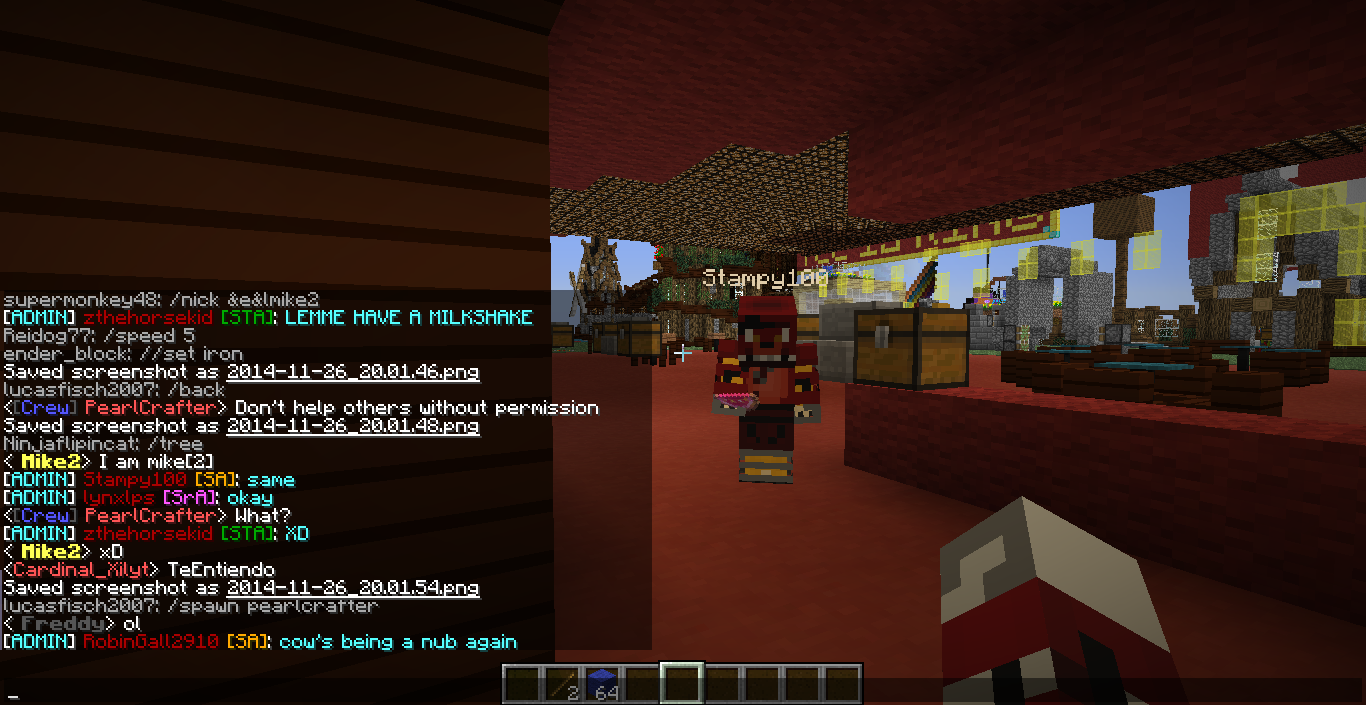 Stampy100
supermonkey48: /nick &e&lmike2
[ADMIN] zthehorsekid [STA]: LEMME HAVE A MILKSHAKE
Reidog77: /speed 5
ender_block: //set iron
Saved screenshot as 2014-11-26_20.01.46.png
lucasfisch2007: /back
<[Crew] PearlCrafter> Don't help others without permission
Saved screenshot as 2014-11-26_20.01.48.png
Ninjaflipincat: /tree
< Mike2> I am mike[2]
[ADMIN] Stampy100 [SA]: same
[ADMIN] lynxlps [SrA]: okay
<[Crew] PearlCrafter> What?
[ADMIN] zthehorsekid [STA]: XD
< Mike2> xD
<Cardinal_Xilyt> TeEntiendo
Saved screenshot as 2014-11-26_20.01.54.png
lucasfisch2007: /spawn pearlcrafter
< Freddy> ol
[ADMIN] RobinGall2910 [SA]: cow's being a nub again
2 64
_